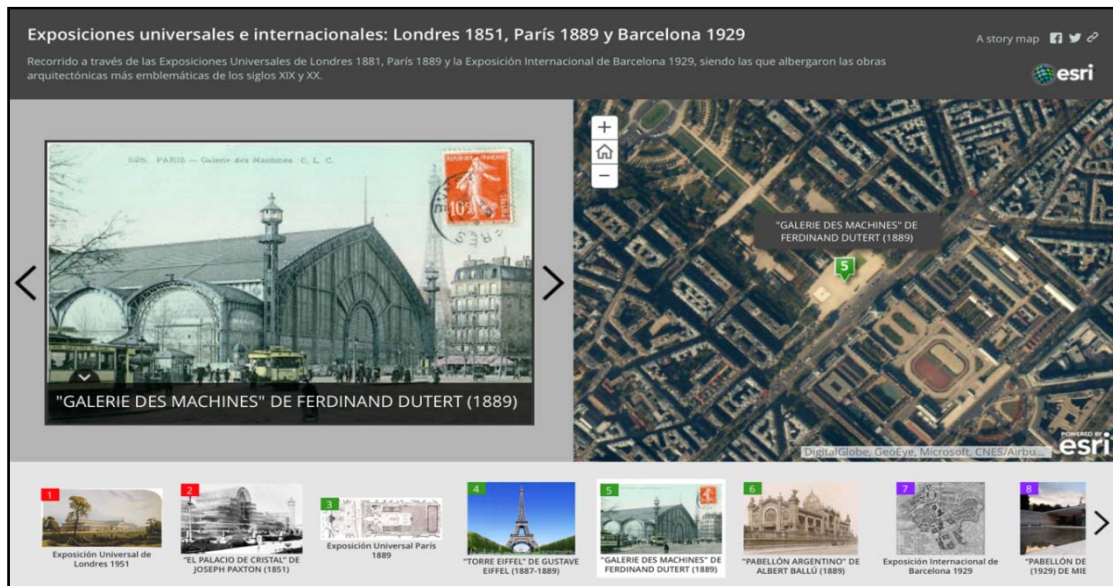 Exposiciones universales e internacionales: Londres 1851, París 1889 y Barcelona 1929
A story map
Recorrido a través de las Exposiciones Universales de Londres 1881, París 1889 y la Exposición Internacional de Barcelona 1929, siendo las que albergaron las obras
arquitectónicas más emblemáticas de los siglos XIX y XX.
esri
528. PARIS — Galerie des Machines C. L. C.
10c
"GALERIE DES MACHINES" DE FERDINAND DUTERT (1889)
"GALERIE DES MACHINES" DE
FERDINAND DUTERT (1889)
5
POWERED BY
esri
DigitalGlobe, GeoEye, Microsoft, CNES/Airbu...
1
Exposición Universal de
Londres 1951
2
"EL PALACIO DE CRISTAL" DE
JOSEPH PAXTON (1851)
3
Exposición Universal París
1889
4
"TORRE EIFFEL" DE GUSTAVE
EIFFEL (1887-1889)
5
"GALERIE DES MACHINES" DE
FERDINAND DUTERT (1889)
6
"PABELLÓN ARGENTINO" DE
ALBERT BALLÚ (1889)
7
Exposición Internacional de
Barcelona 1929
8
"PABELLÓN DE
(1929) DE MIE